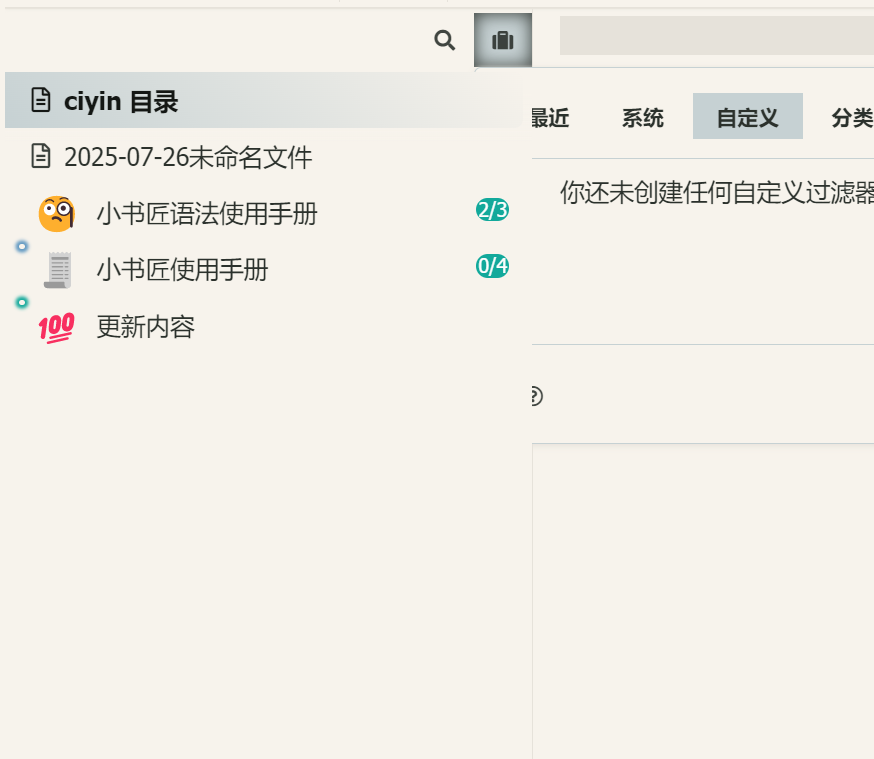 ciyin 目录
2025-07-26未命名文件
小书匠语法使用手册 2/3
小书匠使用手册 0/4
更新内容
最近 系统 自定义 分类
你还未创建任何自定义过滤器